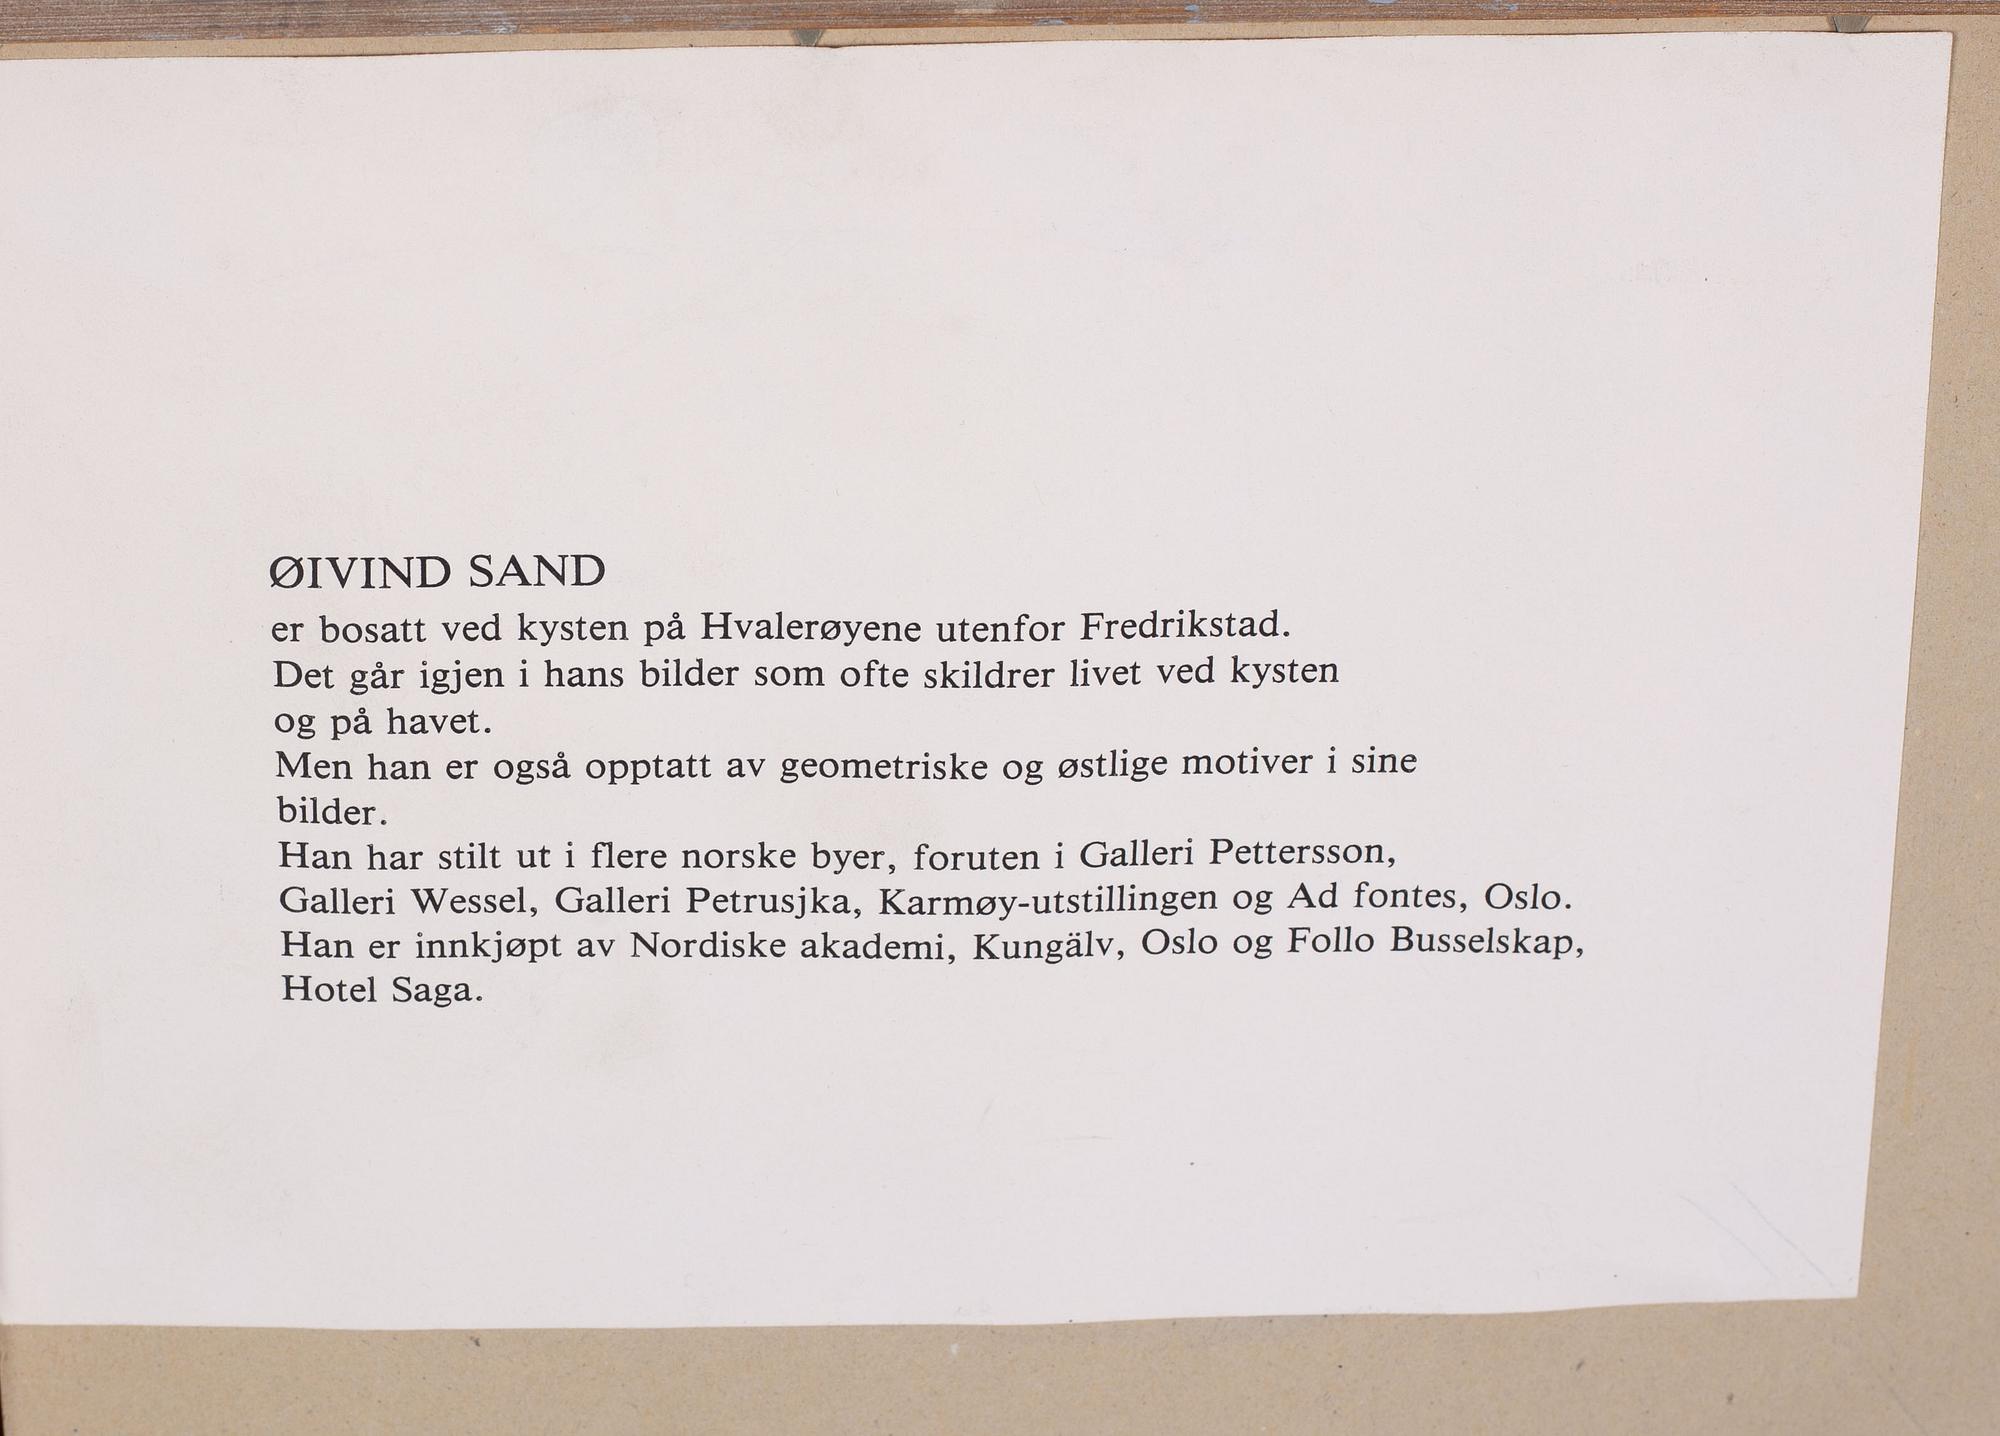 ØIVIND SAND
er bosatt ved kysten på Hvalerøyene utenfor Fredrikstad.
Det går igjen i hans bilder som ofte skildrer livet ved kysten
og på havet.
Men han er også opptatt av geometriske og østlige motiver i sine
bilder.
Han har stilt ut i flere norske byer, foruten i Galleri Pettersson,
Galleri Wessel, Galleri Petrusjka, Karmøy-utstillingen og Ad fontes, Oslo.
Han er innkjøpt av Nordiske akademi, Kungälv, Oslo og Follo Busselskap,
Hotel Saga.